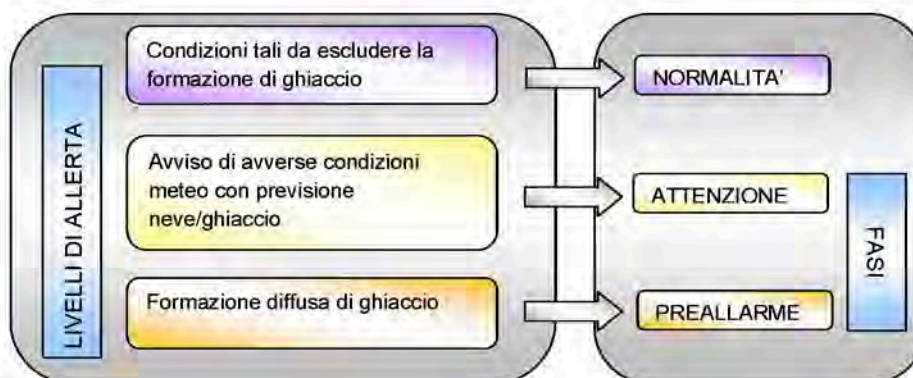 LIVELLI DI ALLERTA
Condizioni tali da escludere la
formazione di ghiaccio
NORMALITA'
Avviso di avverse condizioni
meteo con previsione
neve/ghiaccio
ATTENZIONE
Formazione diffusa di ghiaccio
PREALLARME
FASI